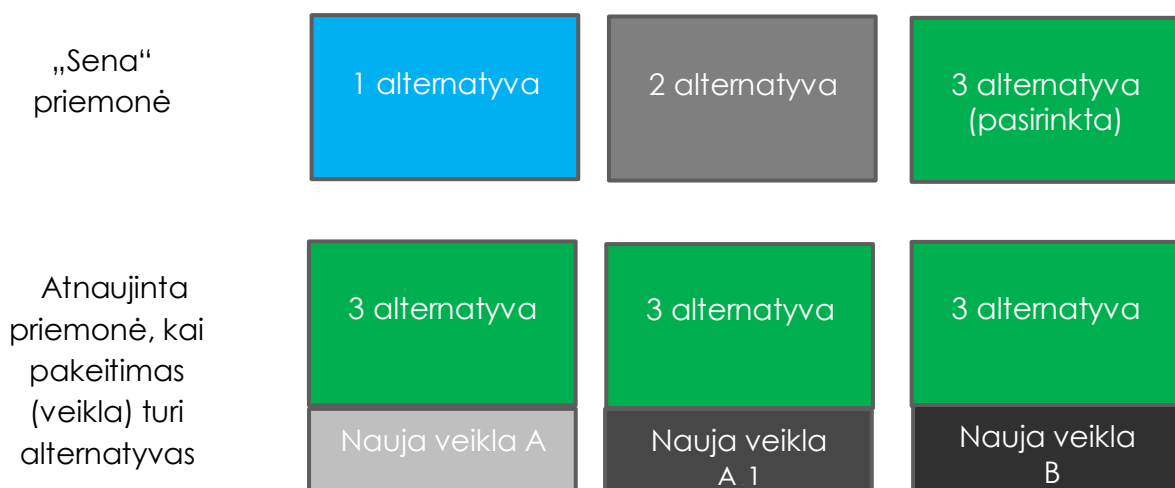 „Sena“
priemonė
1 alternatyva
2 alternatyva
3 alternatyva
(pasirinkta)
Atnaujinta
priemonė, kai
pakeitimas
(veikla) turi
alternatyvas
3 alternatyva
3 alternatyva
3 alternatyva
Nauja veikla A
Nauja veikla
A.1
Nauja veikla
B